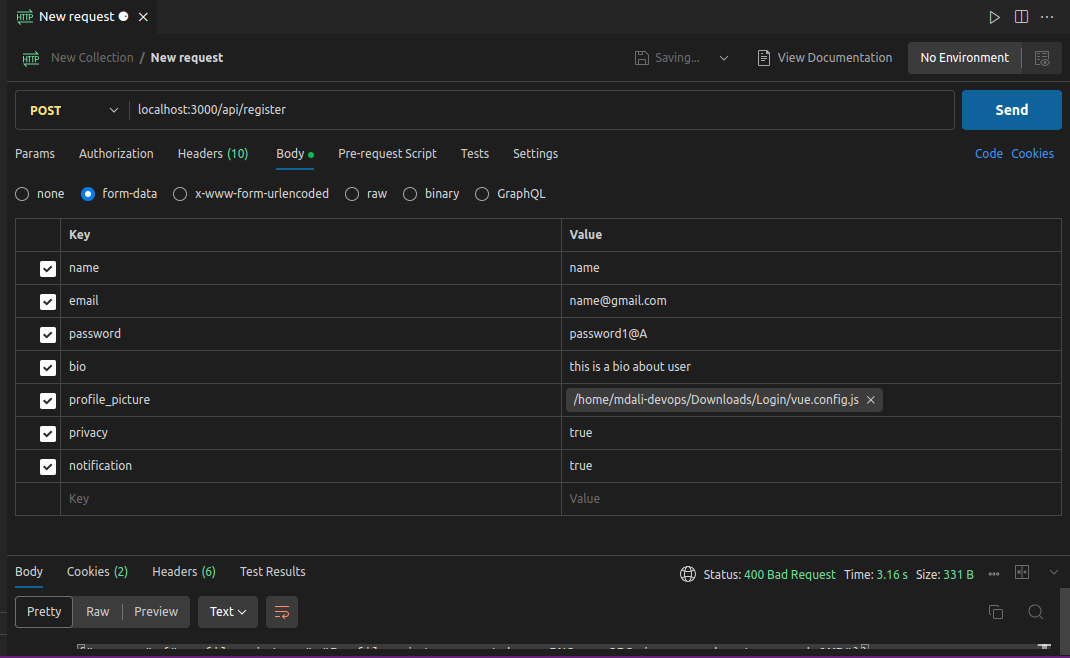 HTTP New request
HTTP New Collection / New request Saving... View Documentation No Environment
POST localhost:3000/api/register Send
Params Authorization Headers (10) Body Pre-request Script Tests Settings Code Cookies
none form-data x-www-form-urlencoded raw binary GraphQL
Key Value
name name
email name@gmail.com
password password1@A
bio this is a bio about user
profile_picture /home/mdali-devops/Downloads/Login/vue.config.js
privacy true
notification true
Key Value
Body Cookies (2) Headers (6) Test Results Status: 400 Bad Request Time: 3.16 s Size: 331 B
Pretty Raw Preview Text